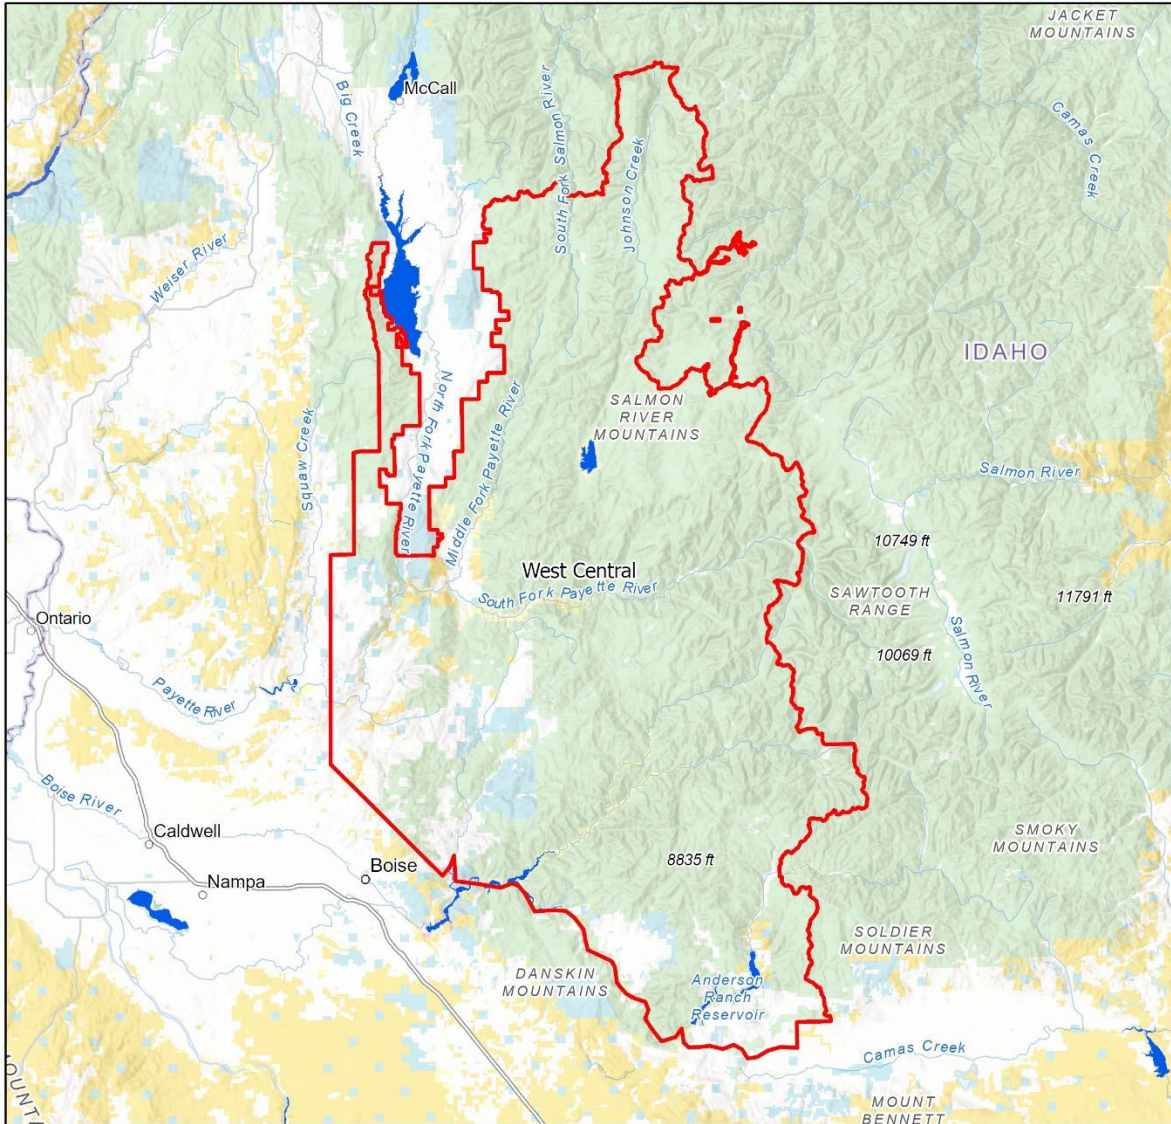 JACKET
MOUNTAINS
McCall
Big Creek
South Fork Salmon River
Johnson Creek
Camas Creek
Weiser River
IDAHO
SALMON
RIVER
MOUNTAINS
North Fork Payette River
Middle Fork Payette River
Squaw Creek
Salmon River
10749 ft
West Central
South Fork Payette River
SAWTOOTH
RANGE
11791 ft
Ontario
10069 ft
Salmon River
Payette River
Boise River
Caldwell
SMOKY
MOUNTAINS
8835 ft
Boise
Nampa
SOLDIER
MOUNTAINS
DANSKIN
MOUNTAINS
Anderson
Ranch
Reservoir
Camas Creek
MOUNT
BENNETT